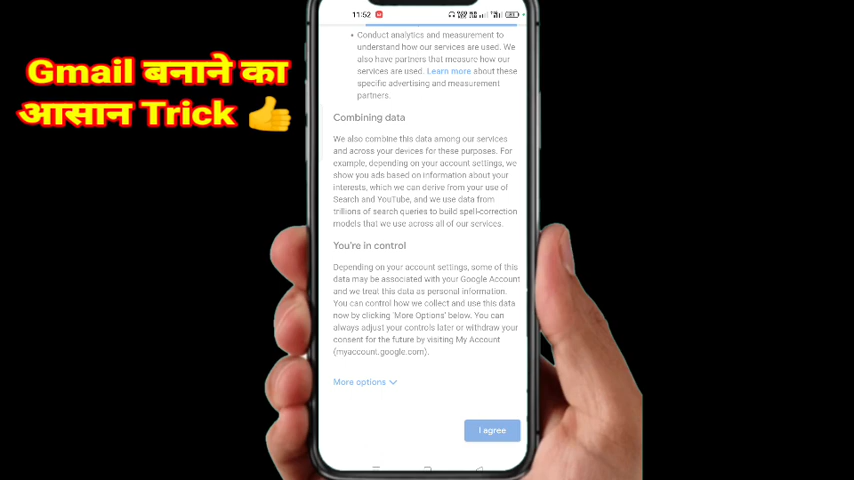 Gmail बनाने का
आसान Trick 👍
11:52
• Conduct analytics and measurement to
understand how our services are used. We
also have partners that measure how our
services are used. Learn more about these
specific advertising and measurement
partners.
Combining data
We also combine this data among our services
and across your devices for these purposes. For
example, depending on your account settings, we
show you ads based on information about your
interests, which we can derive from your use of
Search and YouTube, and we use data from
trillions of search queries to build spell-correction
models that we use across all of our services.
You're in control
Depending on your account settings, some of this
data may be associated with your Google Account
and we treat this data as personal information.
You can control how we collect and use this data
now by clicking 'More Options' below. You can
always adjust your controls later or withdraw your
consent for the future by visiting My Account
(myaccount.google.com).
More options
I agree